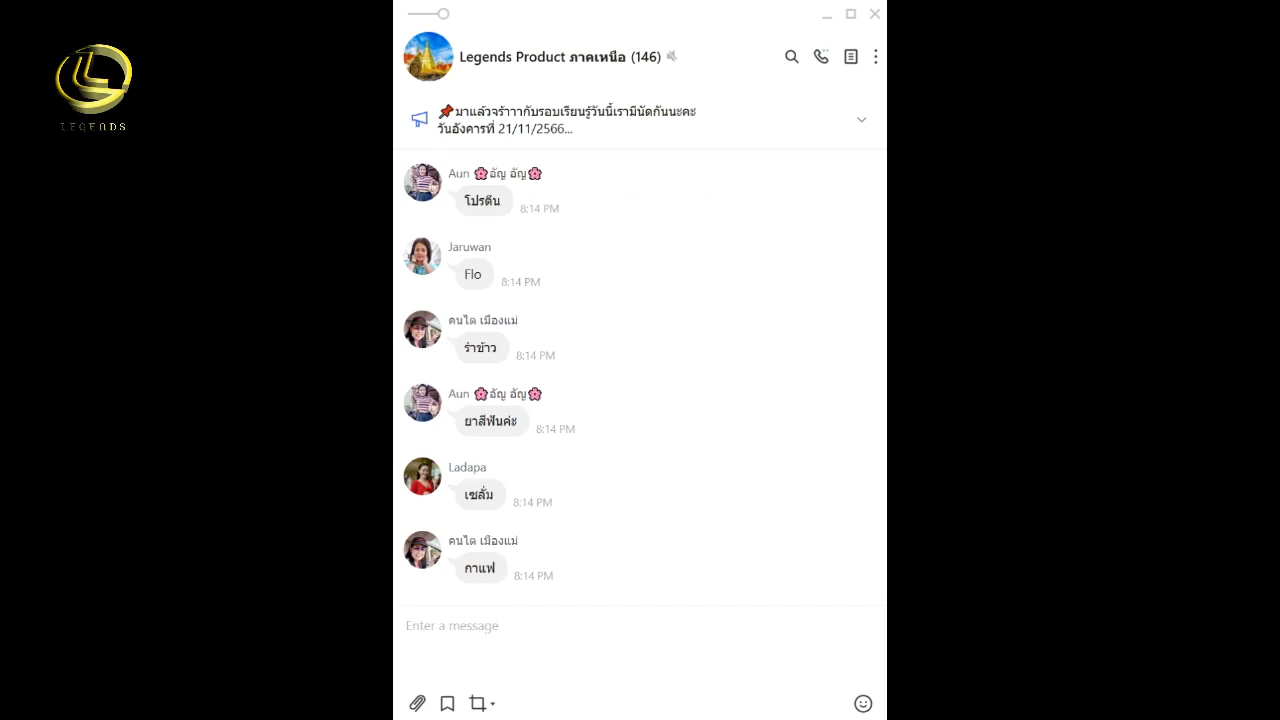 LEGENDS
Legends Product ภาคเหนือ (146)
📌มาแล้วจร้าาากับรอบเรียนรู้วันนี้เรามีนัดกันนะคะ
วันอังคารที่ 21/11/2566...
Aun 🌸อัญ อัญ🌸
โปรตีน
8:14 PM
Jaruwan
Flo
8:14 PM
คนไต เมืองแม่
รำข้าว
8:14 PM
Aun 🌸อัญ อัญ🌸
ยาสีฟันค่ะ
8:14 PM
Ladapa
เซลั่ม
8:14 PM
คนไต เมืองแม่
กาแฟ
8:14 PM
Enter a message